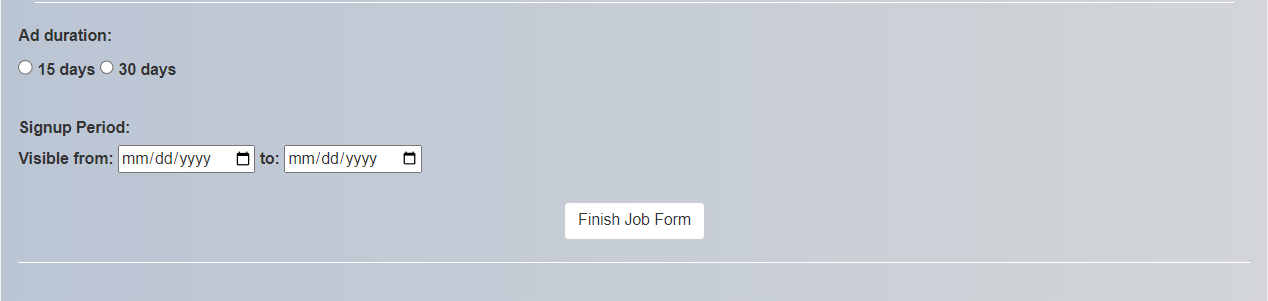 Ad duration:
15 days 30 days
Signup Period:
Visible from: mm/dd/yyyy to: mm/dd/yyyy
Finish Job Form